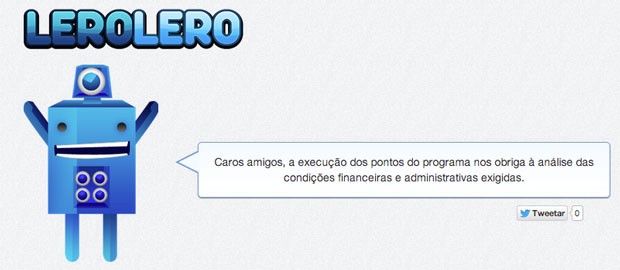 LEROLERO
Caros amigos, a execução dos pontos do programa nos obriga à análise das
condições financeiras e administrativas exigidas.
Tweetar 0